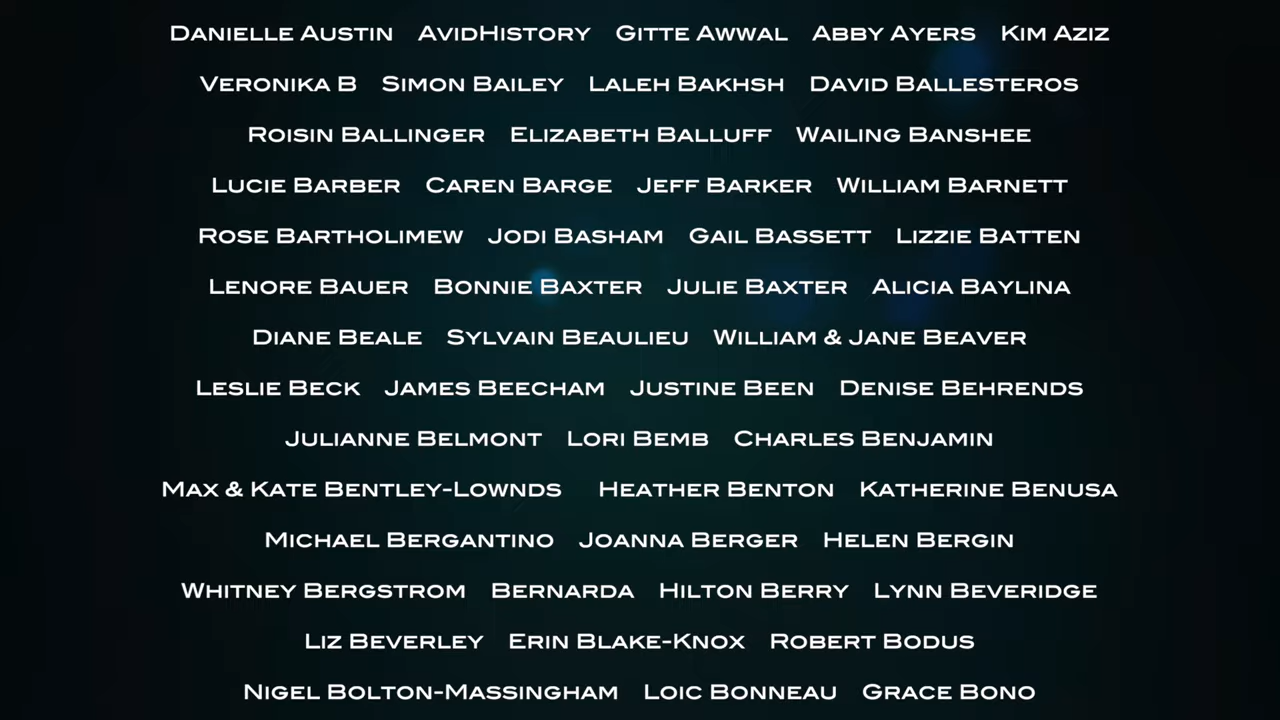 DANIELLE AUSTIN AVIDHISTORY GITTE AWWAL ABBY AYERS KIM AZIZ
VERONIKA B SIMON BAILEY LALEH BAKHSH DAVID BALLESTEROS
ROISIN BALLINGER ELIZABETH BALLUFF WAILING BANSHEE
LUCIE BARBER CAREN BARGE JEFF BARKER WILLIAM BARNETT
ROSE BARTHOLIMEW JODI BASHAM GAIL BASSETT LIZZIE BATTEN
LENORE BAUER BONNIE BAXTER JULIE BAXTER ALICIA BAYLINA
DIANE BEALE SYLVAIN BEAULIEU WILLIAM & JANE BEAVER
LESLIE BECK JAMES BEECHAM JUSTINE BEEN DENISE BEHRENDS
JULIANNE BELMONT LORI BEMB CHARLES BENJAMIN
MAX & KATE BENTLEY-LOWNDS HEATHER BENTON KATHERINE BENUSA
MICHAEL BERGANTINO JOANNA BERGER HELEN BERGIN
WHITNEY BERGSTROM BERNARDA HILTON BERRY LYNN BEVERIDGE
LIZ BEVERLEY ERIN BLAKE-KNOX ROBERT BODUS
NIGEL BOLTON-MASSINGHAM LOIC BONNEAU GRACE BONO